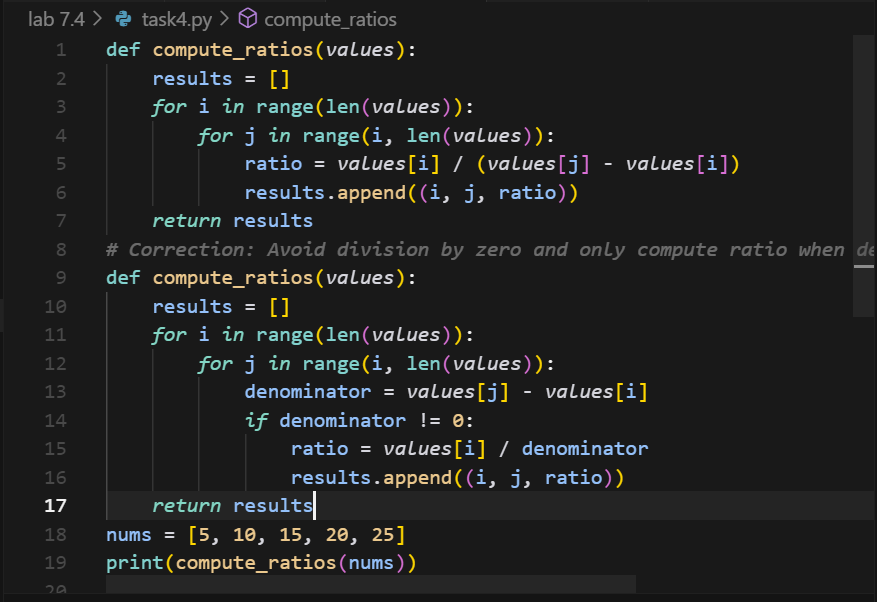 lab 7.4 > task4.py > compute_ratios
1 def compute_ratios(values):
2     results = []
3     for i in range(len(values)):
4         for j in range(i, len(values)):
5             ratio = values[i] / (values[j] - values[i])
6             results.append((i, j, ratio))
7     return results
8 # Correction: Avoid division by zero and only compute ratio when de
9 def compute_ratios(values):
10     results = []
11     for i in range(len(values)):
12         for j in range(i, len(values)):
13             denominator = values[j] - values[i]
14             if denominator != 0:
15                 ratio = values[i] / denominator
16                 results.append((i, j, ratio))
17     return results
18 nums = [5, 10, 15, 20, 25]
19 print(compute_ratios(nums))
20